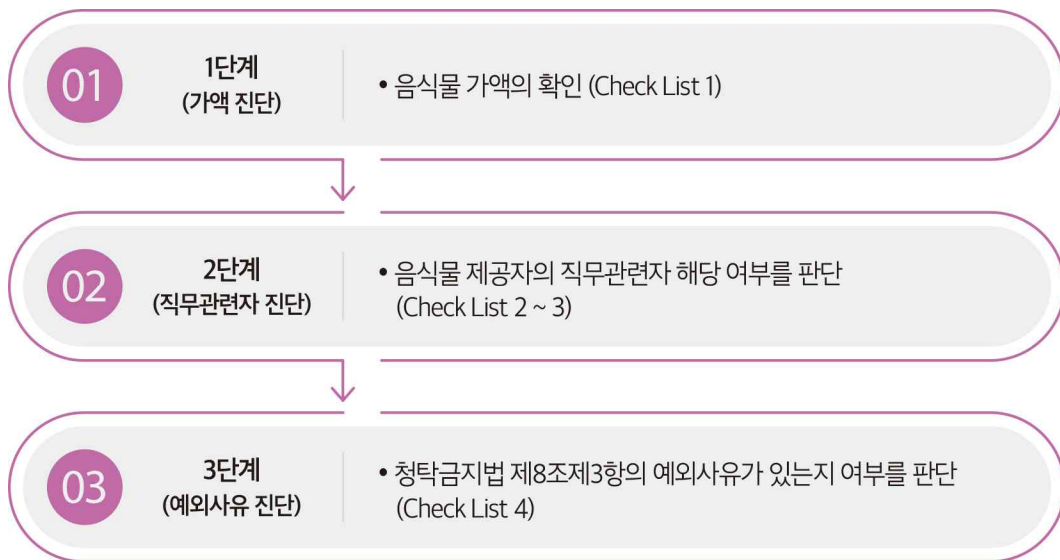 01
1단계
(가액 진단)
• 음식물 가액의 확인 (Check List 1)
02
2단계
(직무관련자 진단)
• 음식물 제공자의 직무관련자 해당 여부를 판단
(Check List 2 ~ 3)
03
3단계
(예외사유 진단)
• 청탁금지법 제8조제3항의 예외사유가 있는지 여부를 판단
(Check List 4)